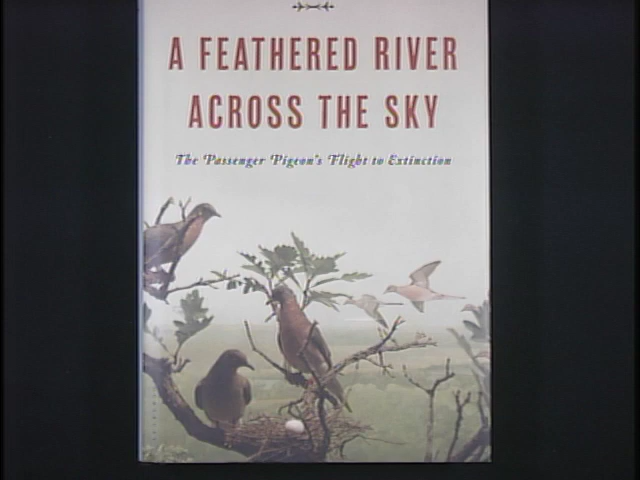 A FEATHERED RIVER
ACROSS THE SKY
The Passenger Pigeon's Flight to Extinction